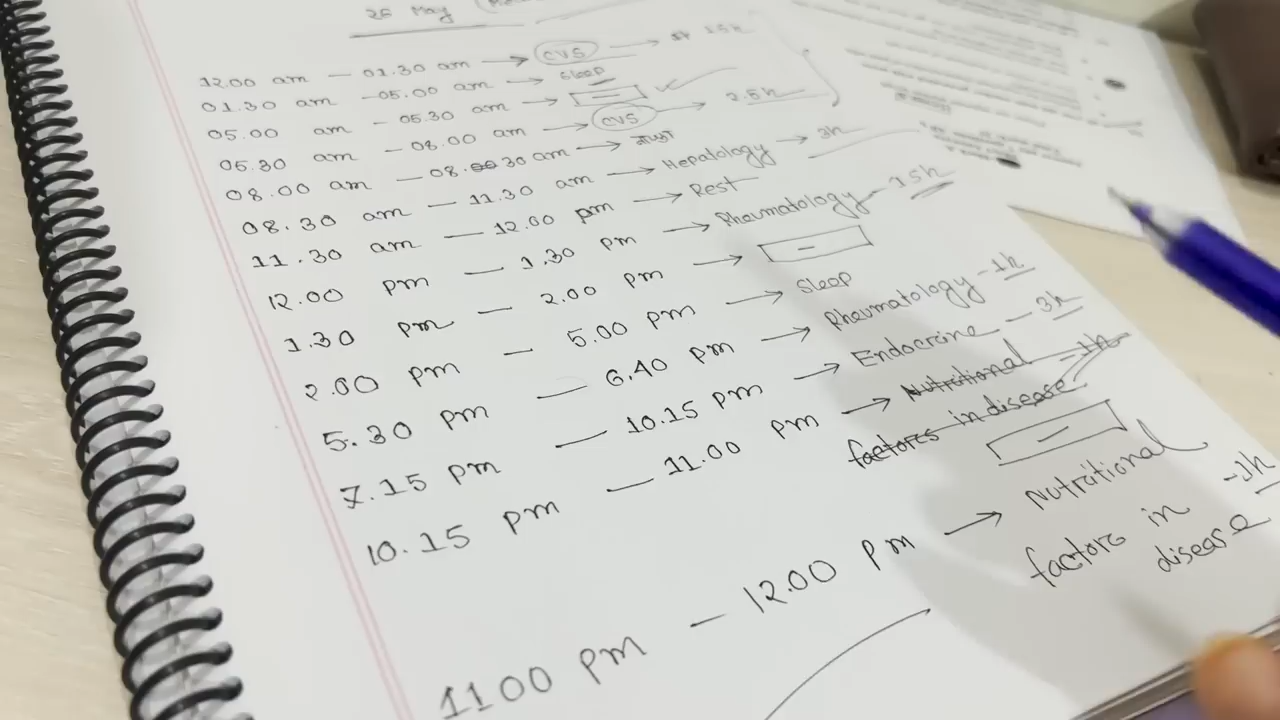 26 May
12.00 am — 01.30 am → CVS → 1.5h
01.30 am — 05.00 am → Sleep
05.00 am — 05.30 am →
05.30 am — 08.00 am → CVS → 2.5h
08.00 am — 08.30 am → নাস্তা
08.30 am — 11.30 am → Hepatology → 3h
11.30 am — 12.00 pm → Rest
12.00 pm — 1.30 pm → Rheumatology — 1.5h
1.30 pm — 2.00 pm →
2.00 pm — 5.00 pm → Sleep
5.30 pm — 6.40 pm → Rheumatology - 1h
7.15 pm — 10.15 pm → Endocrine — 3h
10.15 pm — 11.00 pm → Nutritional - 1h
factors in disease
11 00 pm — 12.00 pm → Nutritional
factors in - 1h
disease